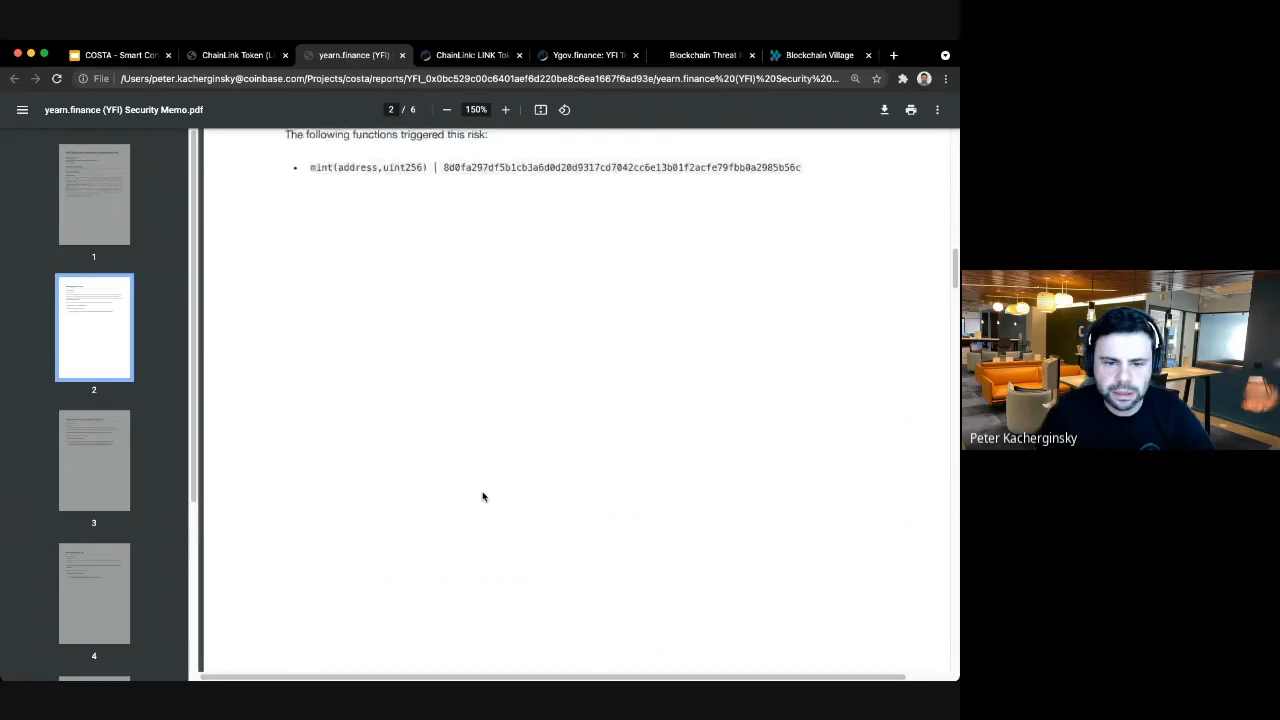 COSTA - Smart Con
ChainLink Token (LI
yearn.finance (YFI)
ChainLink: LINK Tok
Ygov.finance: YFI T
Blockchain Threat I
Blockchain Village
File
/Users/peter.kacherginsky@coinbase.com/Projects/costa/reports/YFI_0x0bc529c00c6401aef6d220be8c6ea1667f6ad93e/yearn.finance%20(YFI)%20Security%20...
yearn.finance (YFI) Security Memo.pdf
2 / 6
150%
The following functions triggered this risk:
• mint(address,uint256) | 8d0fa297df5b1cb3a6d0d20d9317cd7042cc6e13b01f2acfe79fbb0a2985b56c
1
2
3
4
Peter Kacherginsky